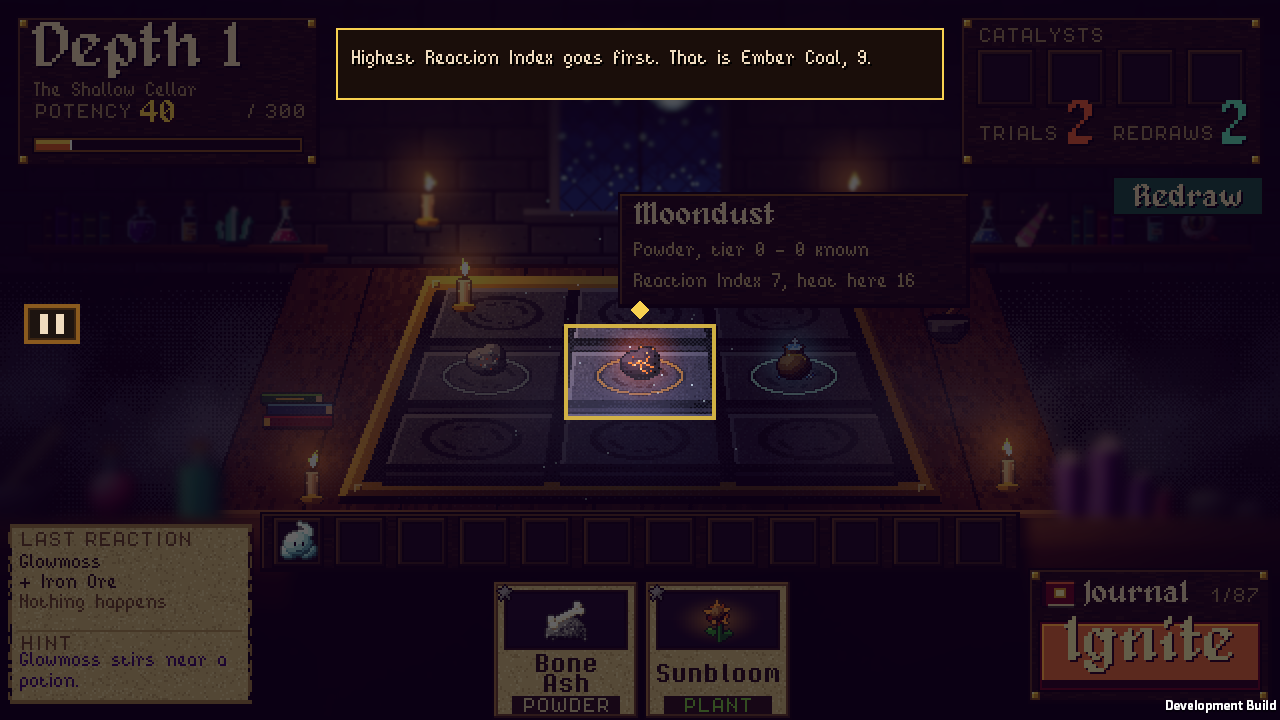 Depth 1
The Shallow Cellar
POTENCY 40 / 300
Highest Reaction Index goes first. That is Ember Coal, 9.
CATALYSTS
TRIALS 2 REDRAWS 2
Redraw
Moondust
Powder, tier 0 - 0 known
Reaction Index 7, heat here 16
LAST REACTION
Glowmoss
+ Iron Ore
Nothing happens
HINT
Glowmoss stirs near a
potion.
Bone
Ash
POWDER
Sunbloom
PLANT
Journal 1/87
Ignite
Development Build